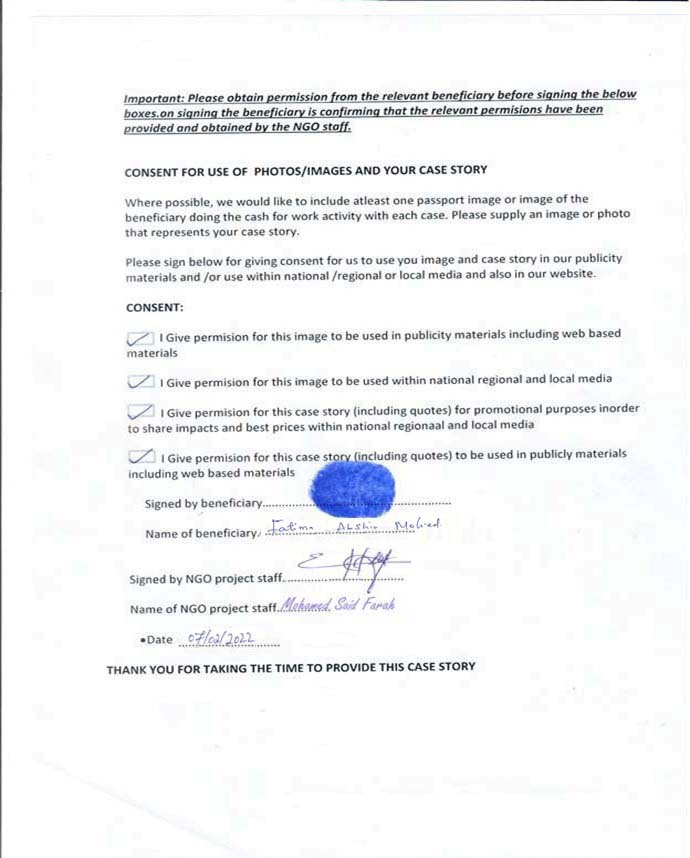 Important: Please obtain permission from the relevant beneficiary before signing the below
boxes.on signing the beneficiary is confirming that the relevant permisions have been
provided and obtained by the NGO staff.
CONSENT FOR USE OF PHOTOS/IMAGES AND YOUR CASE STORY
Where possible, we would like to include atleast one passport image or image of the
beneficiary doing the cash for work activity with each case. Please supply an image or photo
that represents your case story.
Please sign below for giving consent for us to use you image and case story in our publicity
materials and /or use within national /regional or local media and also in our website.
CONSENT:
I Give permision for this image to be used in publicity materials including web based
materials
I Give permision for this image to be used within national regional and local media
I Give permision for this case story (including quotes) for promotional purposes inorder
to share impacts and best prices within national regionaal and local media
I Give permision for this case story (including quotes) to be used in publicly materials
including web based materials
Signed by beneficiary
Name of beneficiary. Fatima
Signed by NGO project staff
Name of NGO project staff. Mohamed Said Farah
•Date 07/02/2022
THANK YOU FOR TAKING THE TIME TO PROVIDE THIS CASE STORY